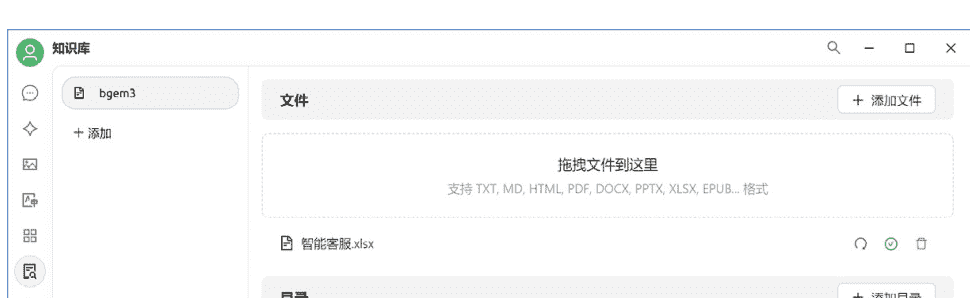 知识库
bgem3
+ 添加
文件
+ 添加文件
拖拽文件到这里
支持 TXT, MD, HTML, PDF, DOCX, PPTX, XLSX, EPUB... 格式
智能客服.xlsx
目录
+ 添加目录